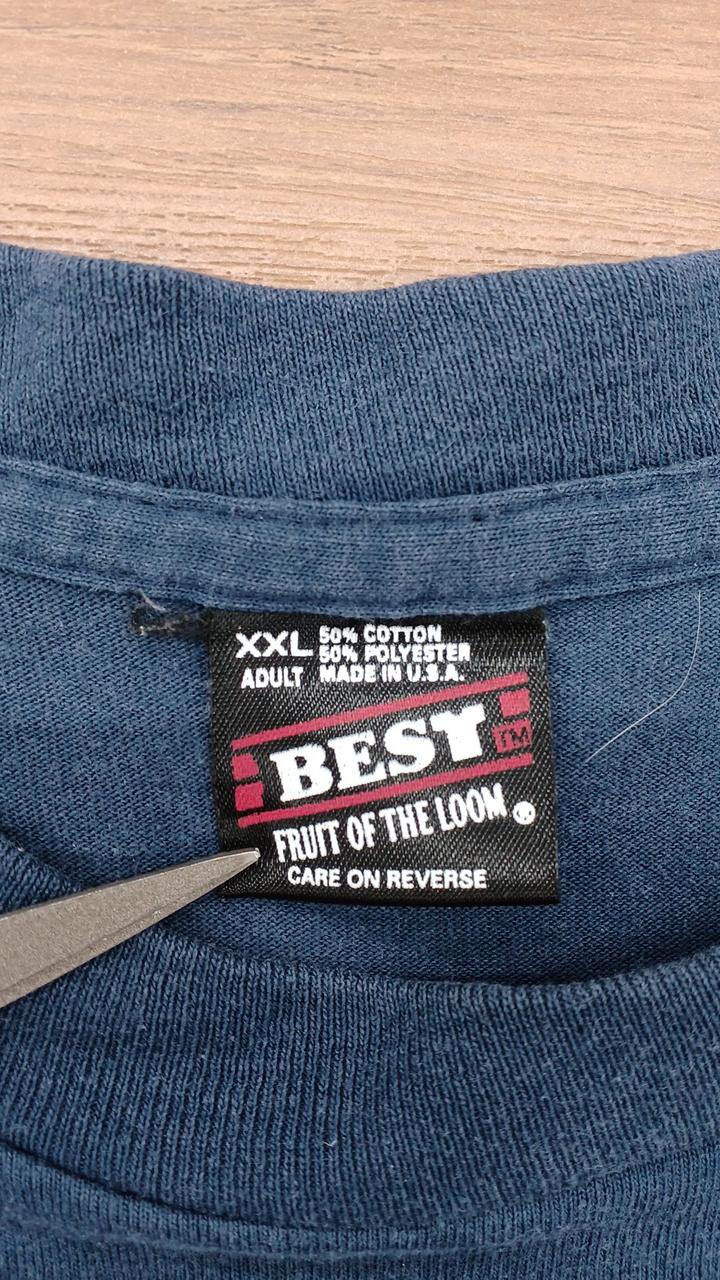 XXL 50% COTTON
50% POLYESTER
ADULT MADE IN U.S.A.
BEST TM
FRUIT OF THE LOOM®
CARE ON REVERSE